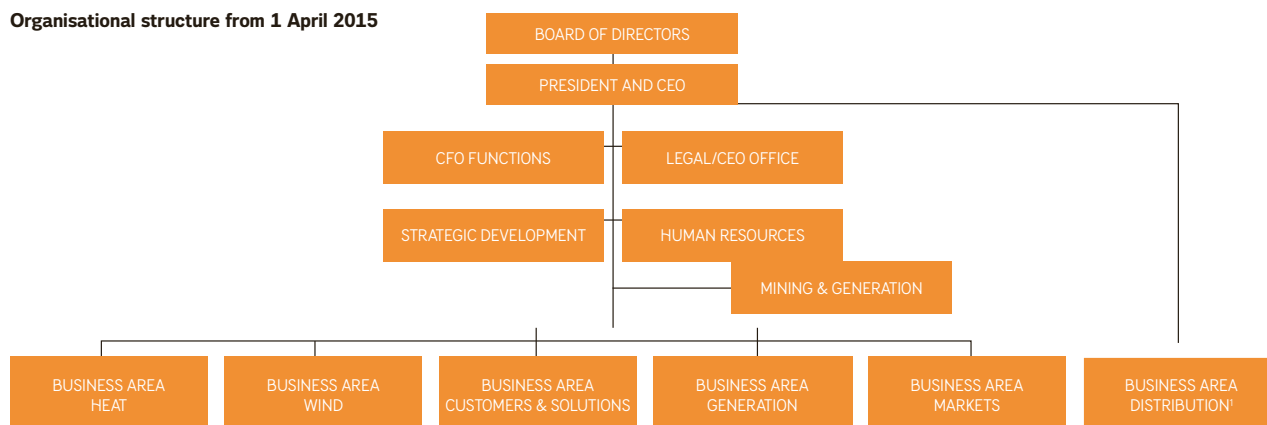 Organisational structure from 1 April 2015
BOARD OF DIRECTORS
PRESIDENT AND CEO
CFO FUNCTIONS
LEGAL/CEO OFFICE
STRATEGIC DEVELOPMENT
HUMAN RESOURCES
MINING & GENERATION
BUSINESS AREA
HEAT
BUSINESS AREA
WIND
BUSINESS AREA
CUSTOMERS & SOLUTIONS
BUSINESS AREA
GENERATION
BUSINESS AREA
MARKETS
BUSINESS AREA
DISTRIBUTION¹